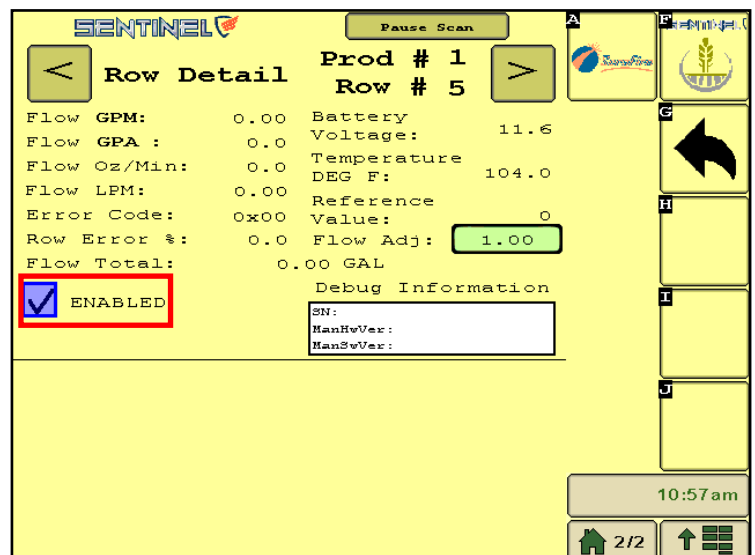 SENTINEL
Pause Scan
A
F
SENTINEL
<
Row Detail
Prod # 1
Row # 5
>
SureFire
Flow GPM: 0.00
Flow GPA : 0.0
Flow Oz/Min: 0.0
Flow LPM: 0.00
Error Code: 0x00
Row Error %: 0.0
Flow Total: 0.00 GAL
Battery
Voltage: 11.6
Temperature
DEG F: 104.0
Reference
Value: 0
Flow Adj: 1.00
ENABLED
Debug Information
SN:
ManHwVer:
ManSwVer:
G
H
I
J
10:57am
2/2